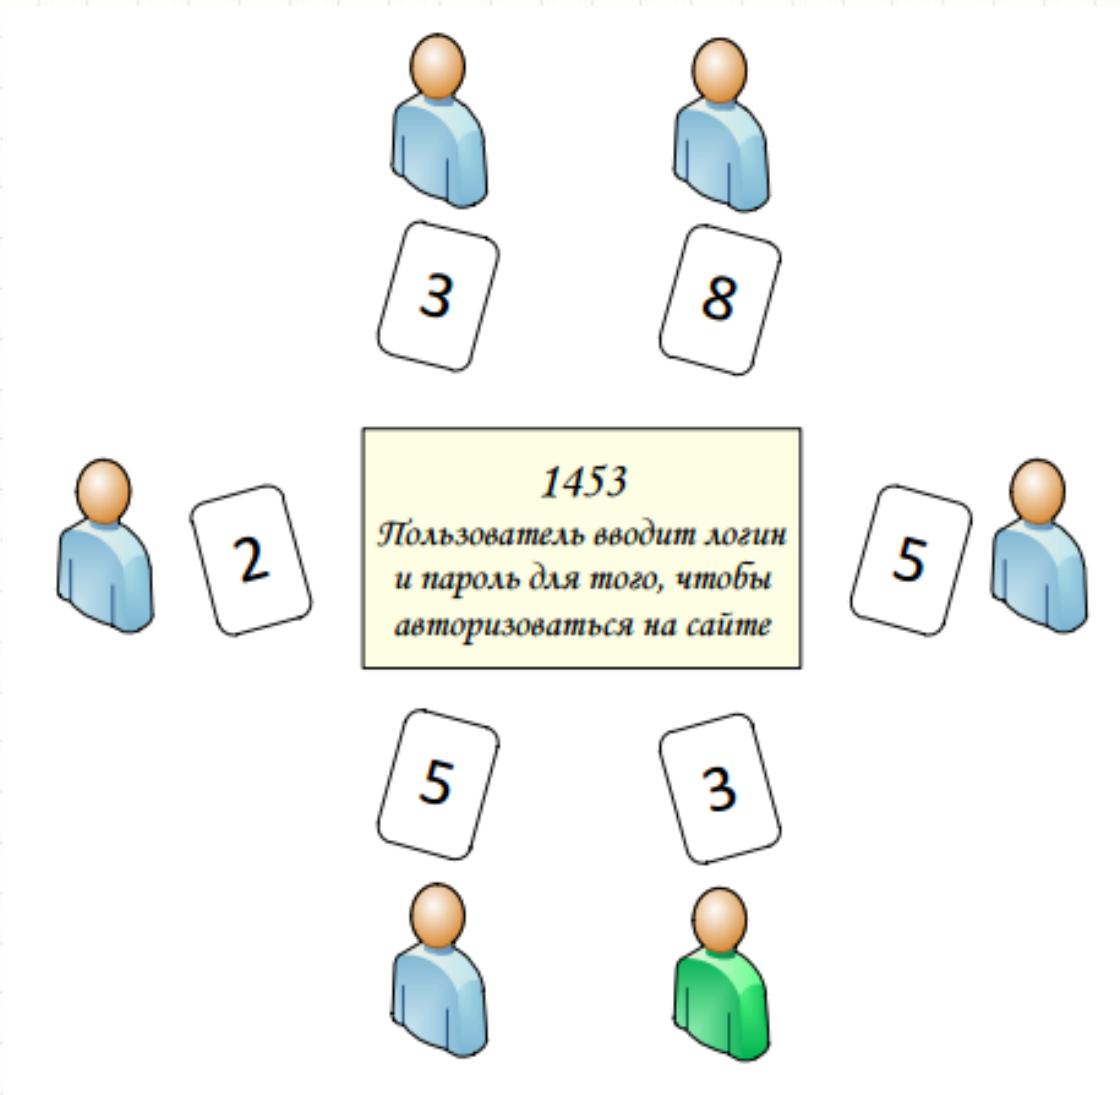 3
8
1453
Пользователь вводит логин
и пароль для того, чтобы
авторизоваться на сайте
2
5
5
3